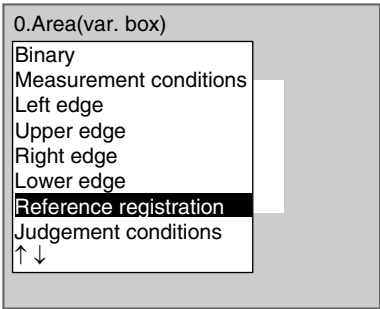 0.Area(var. box)
Binary
Measurement conditions
Left edge
Upper edge
Right edge
Lower edge
Reference registration
Judgement conditions
↑↓